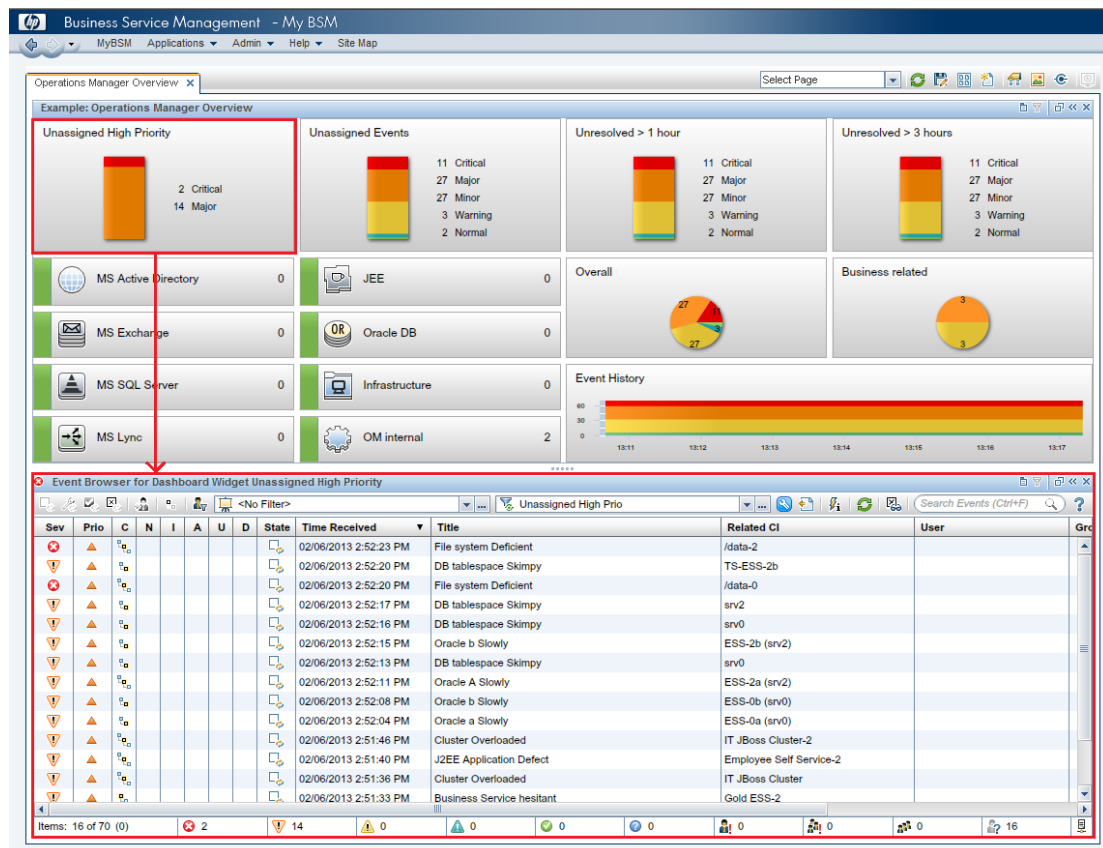 hp Business Service Management - My BSM
MyBSM Applications Admin Help Site Map
Operations Manager Overview
Select Page
Example: Operations Manager Overview
Unassigned High Priority
2 Critical
14 Major
Unassigned Events
11 Critical
27 Major
27 Minor
3 Warning
2 Normal
Unresolved > 1 hour
11 Critical
27 Major
27 Minor
3 Warning
2 Normal
Unresolved > 3 hours
11 Critical
27 Major
27 Minor
3 Warning
2 Normal
MS Active Directory 0
JEE 0
MS Exchange 0
OR Oracle DB 0
MS SQL Server 0
Infrastructure 0
MS Lync 0
OM internal 2
Overall
27
11
3
27
Business related
3
3
Event History
60
30
0
13:11 13:12 13:13 13:14 13:15 13:16 13:17
Event Browser for Dashboard Widget Unassigned High Priority
<No Filter> ... Unassigned High Prio ... Search Events (Ctrl+F)
Sev Prio C N I A U D State Time Received Title Related CI User Gro
02/06/2013 2:52:23 PM File system Deficient /data-2
02/06/2013 2:52:20 PM DB tablespace Skimpy TS-ESS-2b
02/06/2013 2:52:20 PM File system Deficient /data-0
02/06/2013 2:52:17 PM DB tablespace Skimpy srv2
02/06/2013 2:52:16 PM DB tablespace Skimpy srv0
02/06/2013 2:52:15 PM Oracle b Slowly ESS-2b (srv2)
02/06/2013 2:52:13 PM DB tablespace Skimpy srv0
02/06/2013 2:52:11 PM Oracle A Slowly ESS-2a (srv2)
02/06/2013 2:52:08 PM Oracle b Slowly ESS-0b (srv0)
02/06/2013 2:52:04 PM Oracle a Slowly ESS-0a (srv0)
02/06/2013 2:51:46 PM Cluster Overloaded IT JBoss Cluster-2
02/06/2013 2:51:40 PM J2EE Application Defect Employee Self Service-2
02/06/2013 2:51:36 PM Cluster Overloaded IT JBoss Cluster
02/06/2013 2:51:33 PM Business Service hesitant Gold ESS-2
Items: 16 of 70 (0) 2 14 0 0 0 0 0 0 0 16